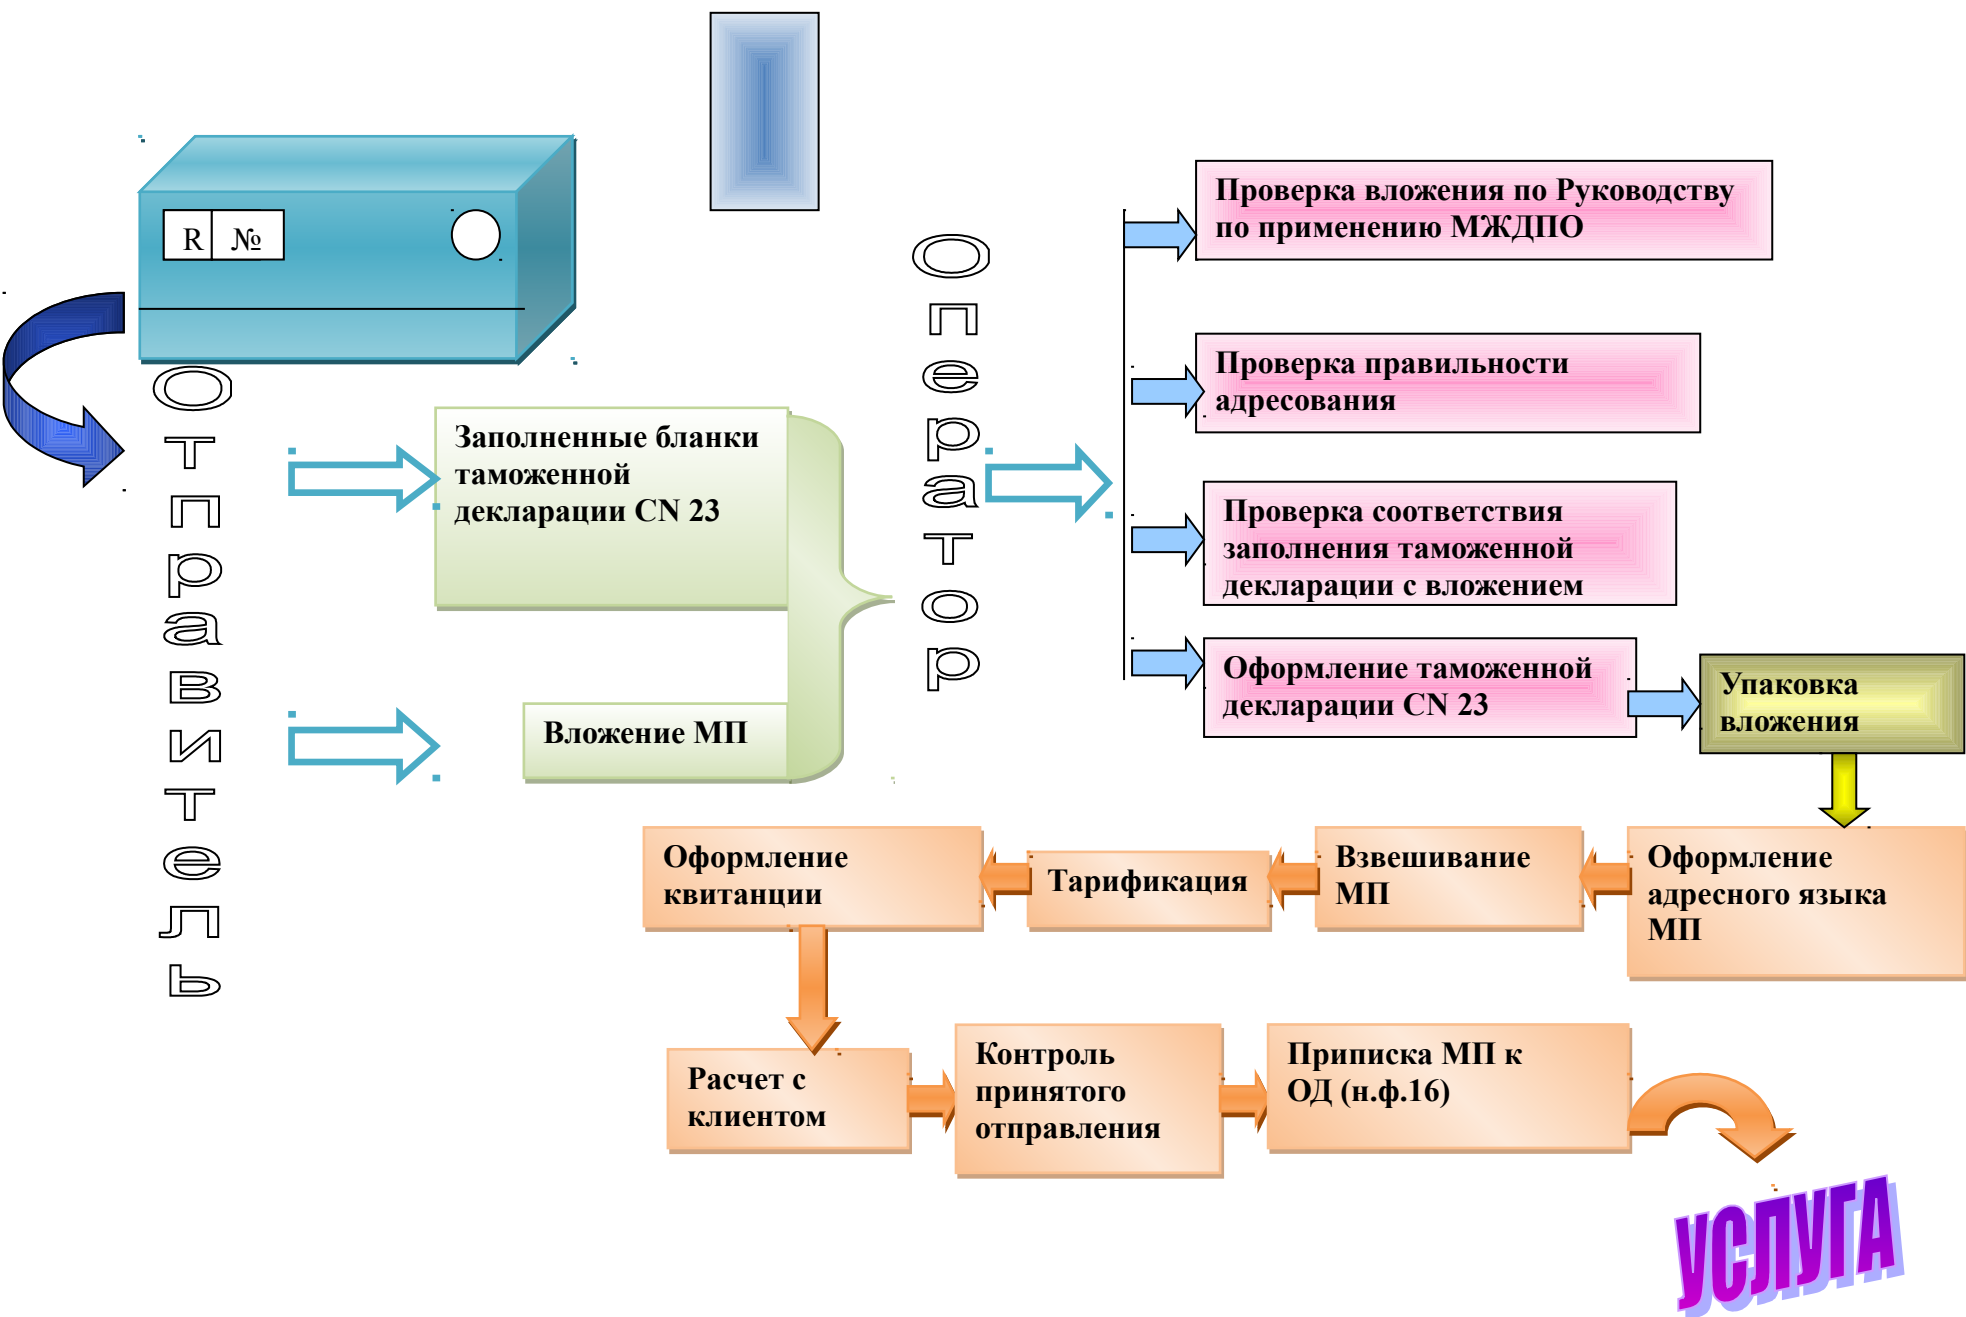 R №
Отправитель
Заполненные бланки
таможенной
декларации CN 23
Вложение МП
Оператор
Проверка вложения по Руководству
по применению МЖДПО
Проверка правильности
адресования
Проверка соответствия
заполнения таможенной
декларации с вложением
Оформление таможенной
декларации CN 23
Упаковка
вложения
Оформление
адресного языка
МП
Взвешивание
МП
Тарификация
Оформление
квитанции
Расчет с
клиентом
Контроль
принятого
отправления
Приписка МП к
ОД (н.ф.16)
УСЛУГА